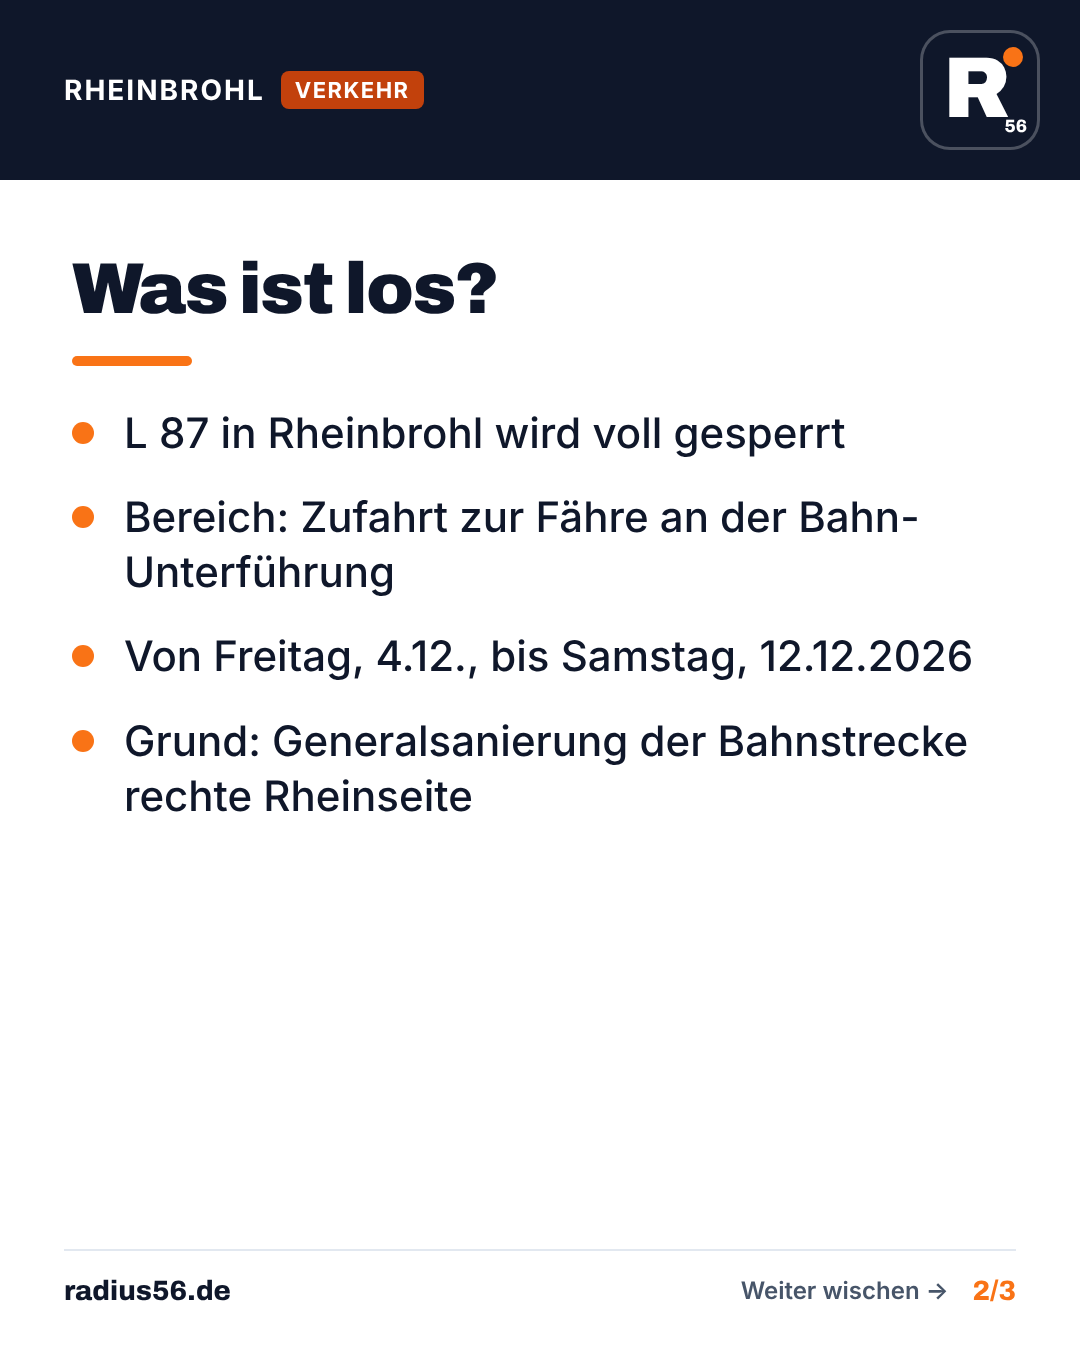 RHEINBROHL VERKEHR
R
56
Was ist los?
L 87 in Rheinbrohl wird voll gesperrt
Bereich: Zufahrt zur Fähre an der Bahn-
Unterführung
Von Freitag, 4.12., bis Samstag, 12.12.2026
Grund: Generalsanierung der Bahnstrecke
rechte Rheinseite
radius56.de
Weiter wischen → 2/3